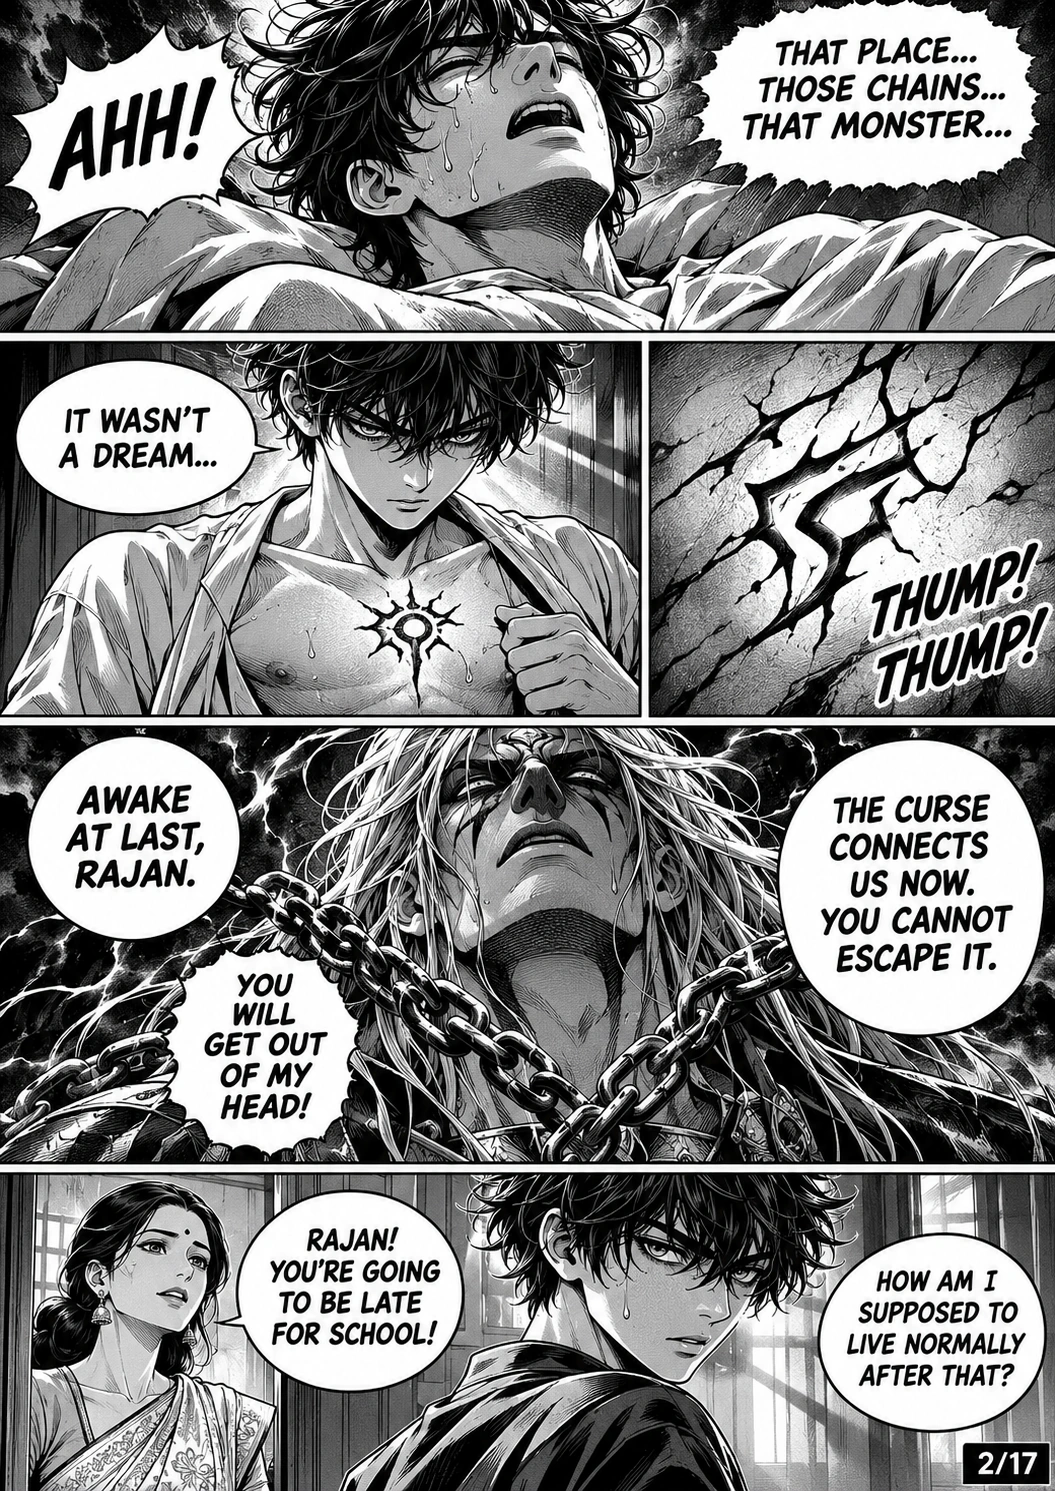 AHH!
THAT PLACE...
THOSE CHAINS...
THAT MONSTER...
IT WASN'T
A DREAM...
THUMP!
THUMP!
AWAKE
AT LAST,
RAJAN.
THE CURSE
CONNECTS
US NOW.
YOU CANNOT
ESCAPE IT.
YOU
WILL
GET OUT
OF MY
HEAD!
RAJAN!
YOU'RE GOING
TO BE LATE
FOR SCHOOL!
HOW AM I
SUPPOSED TO
LIVE NORMALLY
AFTER THAT?
2/17